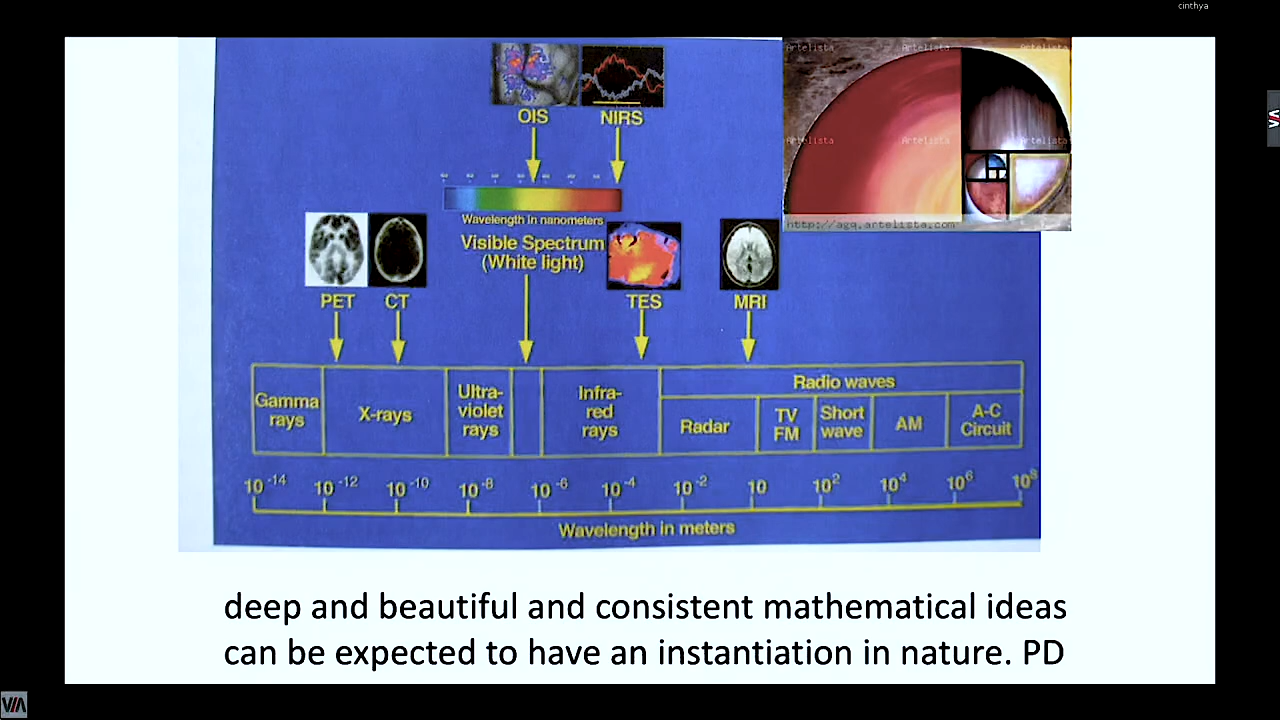 cinthya
OIS
NIRS
Artelista Artelista Artelista
Artelista Artelista Artelista
http://agq.artelista.com
Wavelength in nanometers
Visible Spectrum
(White light)
PET
CT
TES
MRI
Gamma
rays
X-rays
Ultra-
violet
rays
Infra-
red
rays
Radio waves
Radar
TV
FM
Short
wave
AM
A-C
Circuit
10⁻¹⁴ 10⁻¹² 10⁻¹⁰ 10⁻⁸ 10⁻⁶ 10⁻⁴ 10⁻² 10 10² 10⁴ 10⁶ 10⁸
Wavelength in meters
deep and beautiful and consistent mathematical ideas
can be expected to have an instantiation in nature. PD
VIA